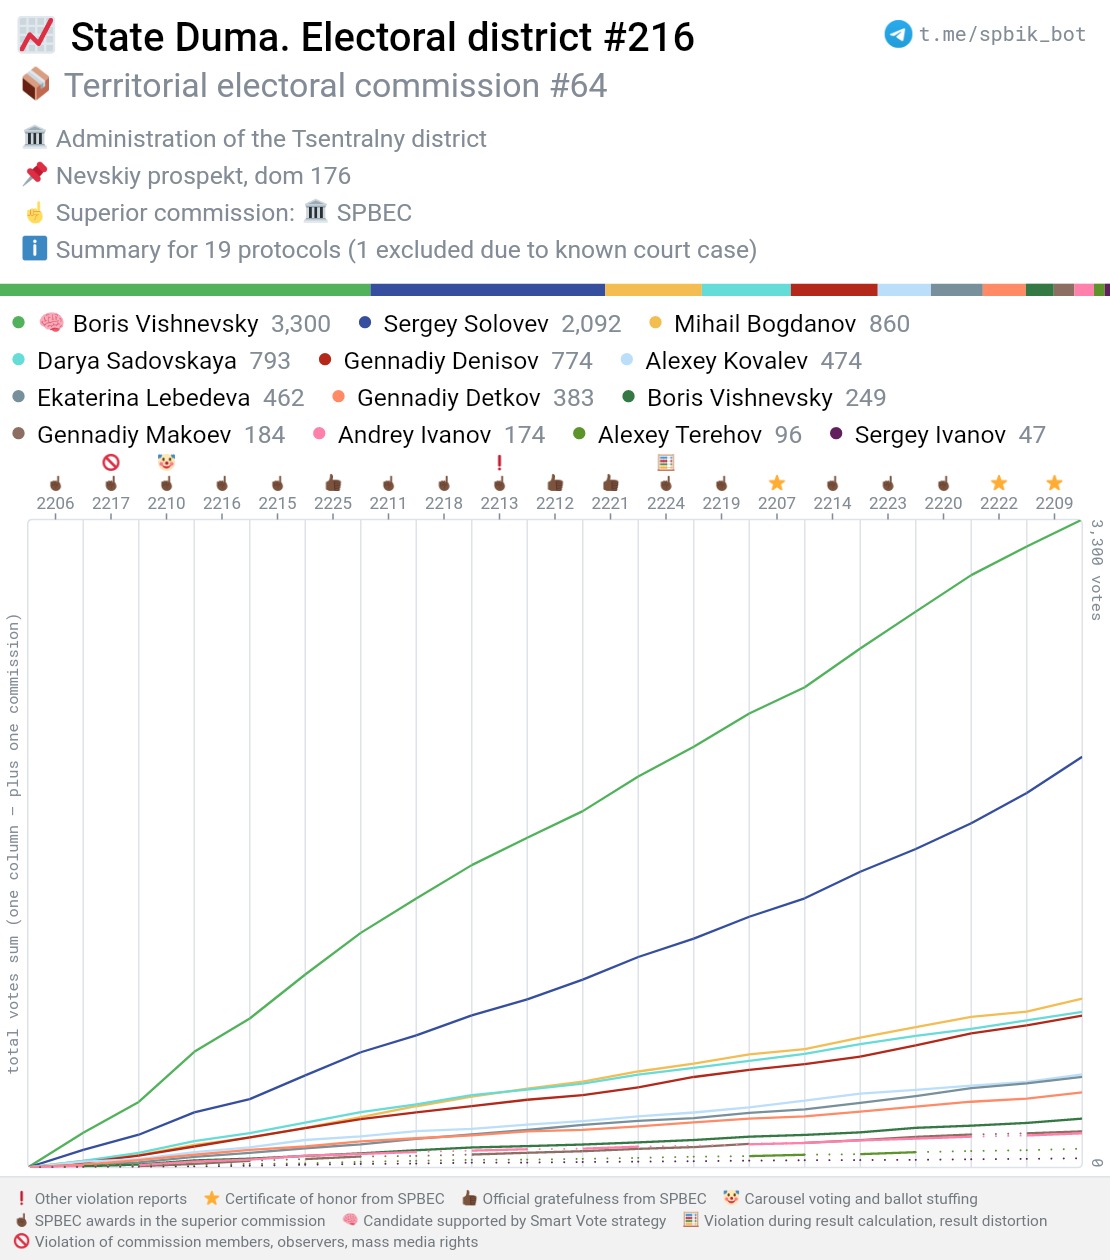 State Duma. Electoral district #216
t.me/spbik_bot
Territorial electoral commission #64
Administration of the Tsentralny district
Nevskiy prospekt, dom 176
Superior commission: SPBEC
Summary for 19 protocols (1 excluded due to known court case)
Boris Vishnevsky 3,300 Sergey Solovev 2,092 Mihail Bogdanov 860
Darya Sadovskaya 793 Gennadiy Denisov 774 Alexey Kovalev 474
Ekaterina Lebedeva 462 Gennadiy Detkov 383 Boris Vishnevsky 249
Gennadiy Makoev 184 Andrey Ivanov 174 Alexey Terehov 96 Sergey Ivanov 47
2206 2217 2210 2216 2215 2225 2211 2218 2213 2212 2221 2224 2219 2207 2214 2223 2220 2222 2209
3,300 votes
total votes sum (one column – plus one commission)
0
Other violation reports Certificate of honor from SPBEC Official gratefulness from SPBEC Carousel voting and ballot stuffing
SPBEC awards in the superior commission Candidate supported by Smart Vote strategy Violation during result calculation, result distortion
Violation of commission members, observers, mass media rights